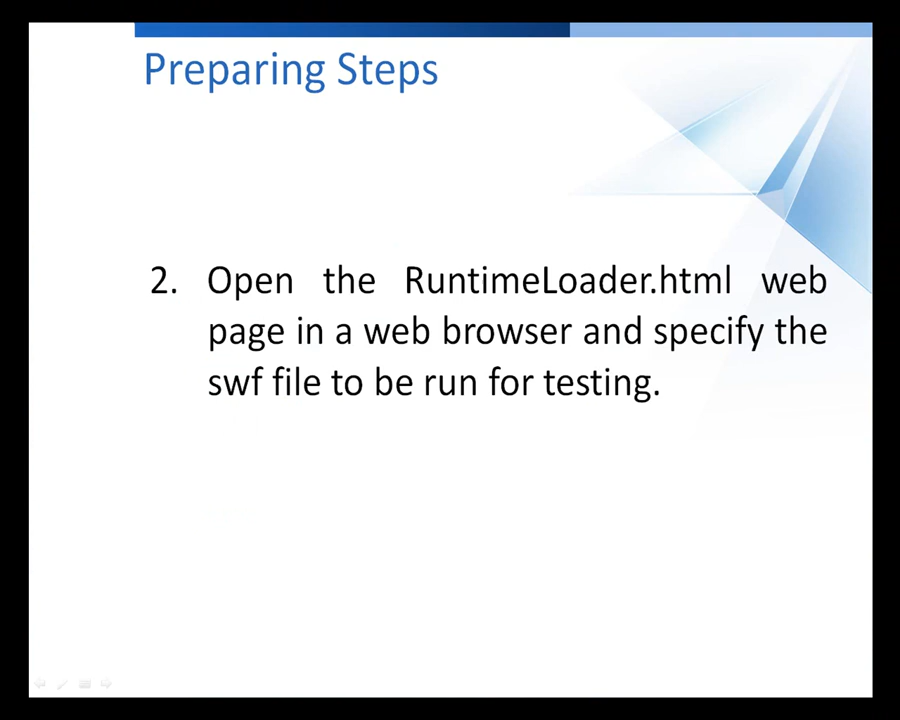 Preparing Steps
2. Open the RuntimeLoader.html web
page in a web browser and specify the
swf file to be run for testing.